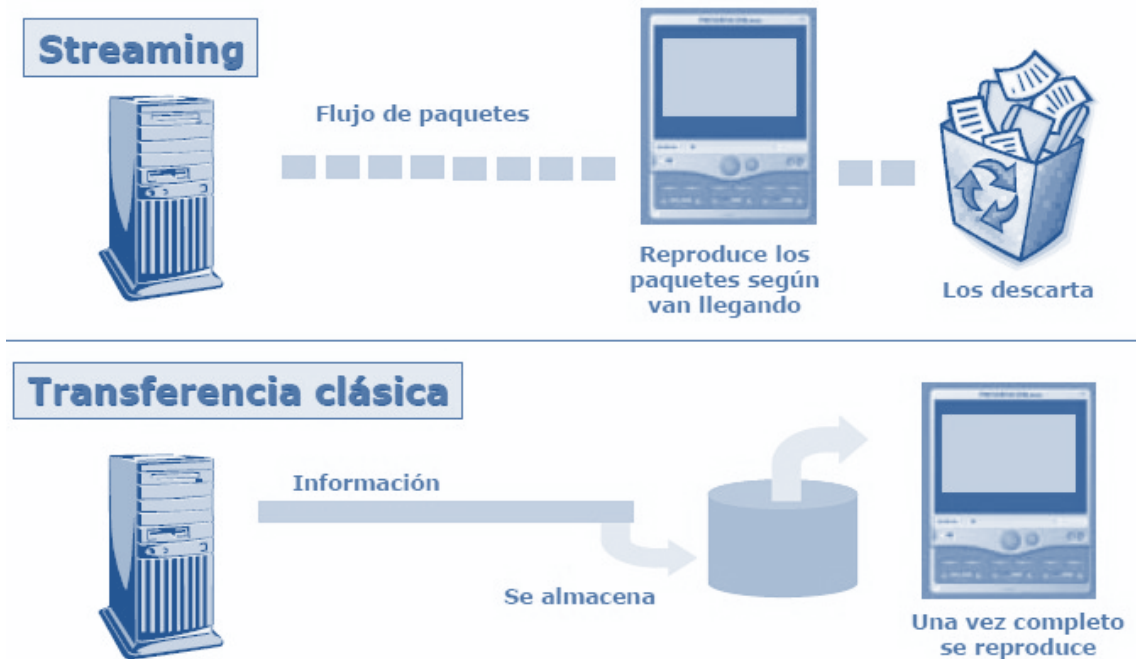 Streaming
Flujo de paquetes
Reproduce los
paquetes según
van llegando
Los descarta
Transferencia clásica
Información
Se almacena
Una vez completo
se reproduce